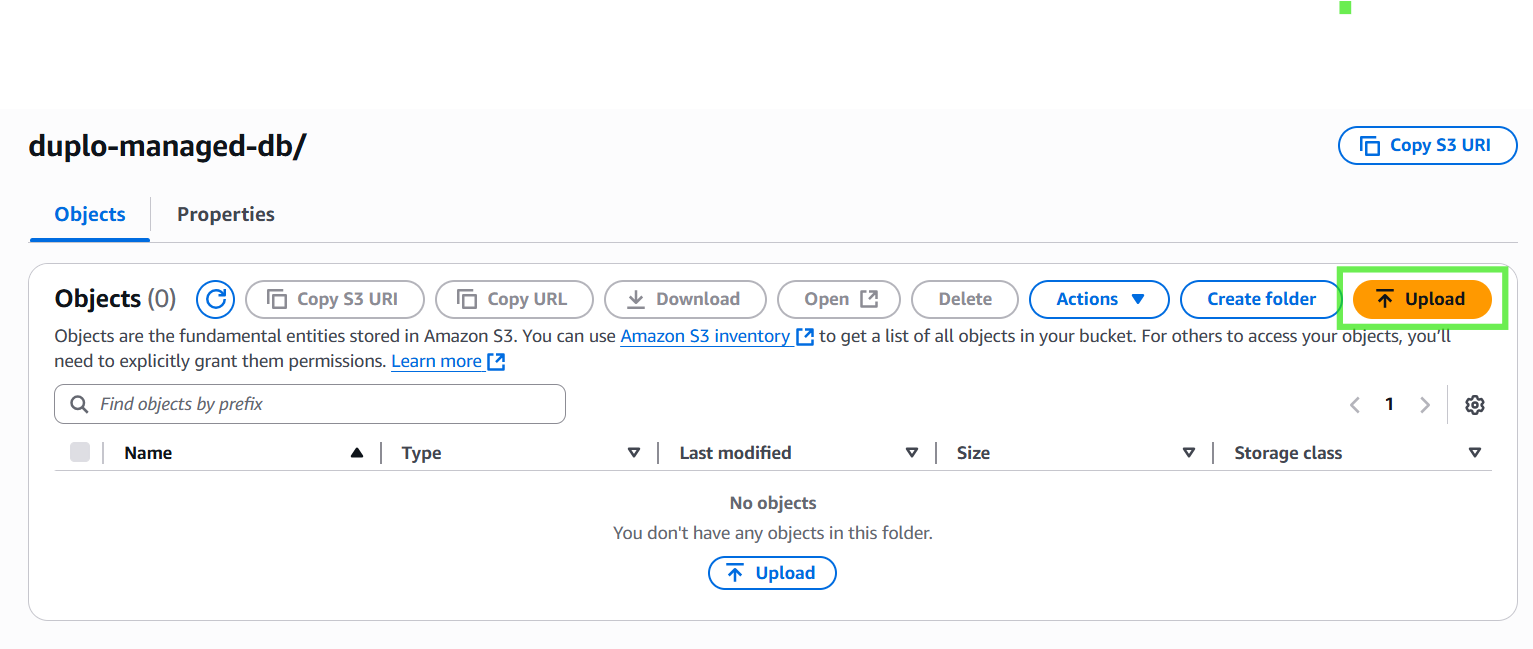 duplo-managed-db/
Copy S3 URI
Objects
Properties
Objects (0)
Copy S3 URI
Copy URL
Download
Open
Delete
Actions
Create folder
Upload
Objects are the fundamental entities stored in Amazon S3. You can use Amazon S3 inventory to get a list of all objects in your bucket. For others to access your objects, you’ll
need to explicitly grant them permissions. Learn more
Find objects by prefix
1
Name
Type
Last modified
Size
Storage class
No objects
You don't have any objects in this folder.
Upload